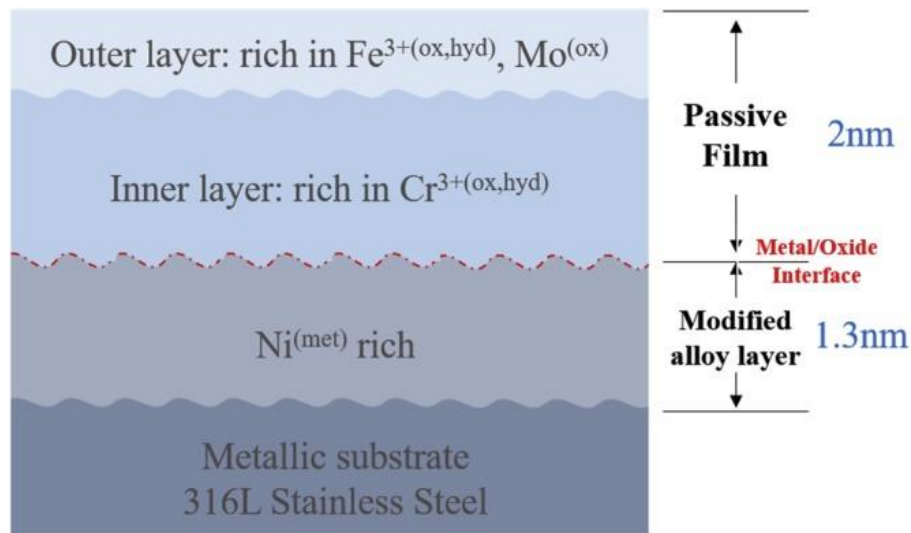 Outer layer: rich in Fe³⁺⁽ᵒˣ,ʰʸᵈ⁾, Mo⁽ᵒˣ⁾
Passive
Film
2nm
Inner layer: rich in Cr³⁺⁽ᵒˣ,ʰʸᵈ⁾
Metal/Oxide
Interface
Ni⁽ᵐᵉᵗ⁾ rich
Modified
alloy layer
1.3nm
Metallic substrate
316L Stainless Steel